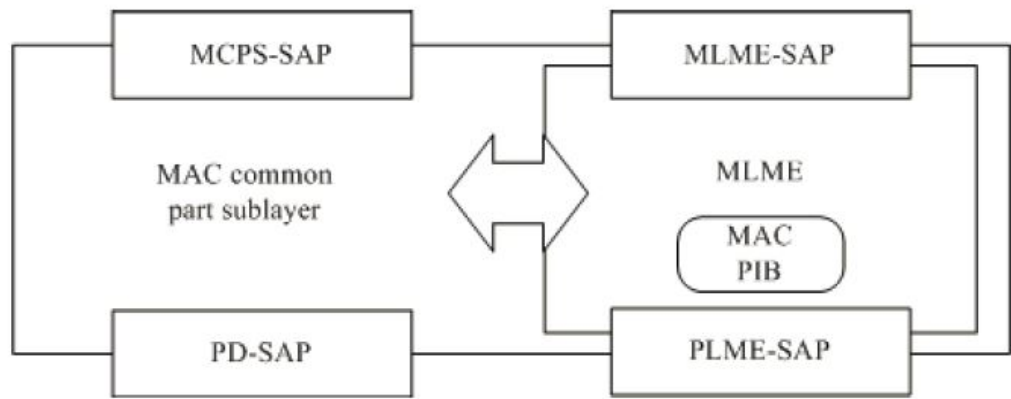 MCPS-SAP
MLME-SAP
MAC common
part sublayer
MLME
MAC
PIB
PD-SAP
PLME-SAP